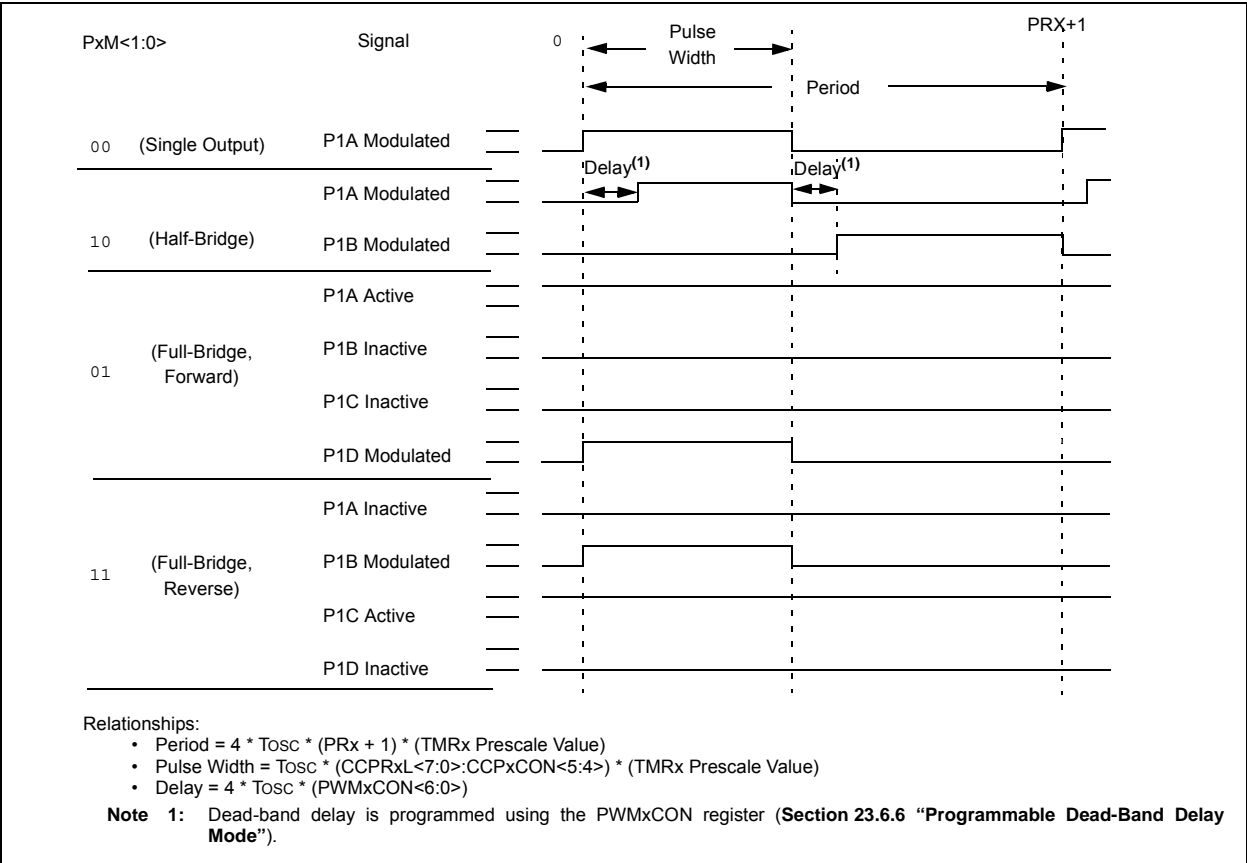 PxM<1:0> Signal 0 Pulse Width PRX+1
Period
00 (Single Output) P1A Modulated
Delay(1) Delay(1)
P1A Modulated
10 (Half-Bridge) P1B Modulated
P1A Active
01 (Full-Bridge, Forward) P1B Inactive
P1C Inactive
P1D Modulated
P1A Inactive
11 (Full-Bridge, Reverse) P1B Modulated
P1C Active
P1D Inactive
Relationships:
• Period = 4 * TOSC * (PRx + 1) * (TMRx Prescale Value)
• Pulse Width = TOSC * (CCPRxL<7:0>:CCPxCON<5:4>) * (TMRx Prescale Value)
• Delay = 4 * TOSC * (PWMxCON<6:0>)
Note 1: Dead-band delay is programmed using the PWMxCON register (Section 23.6.6 “Programmable Dead-Band Delay
Mode”).